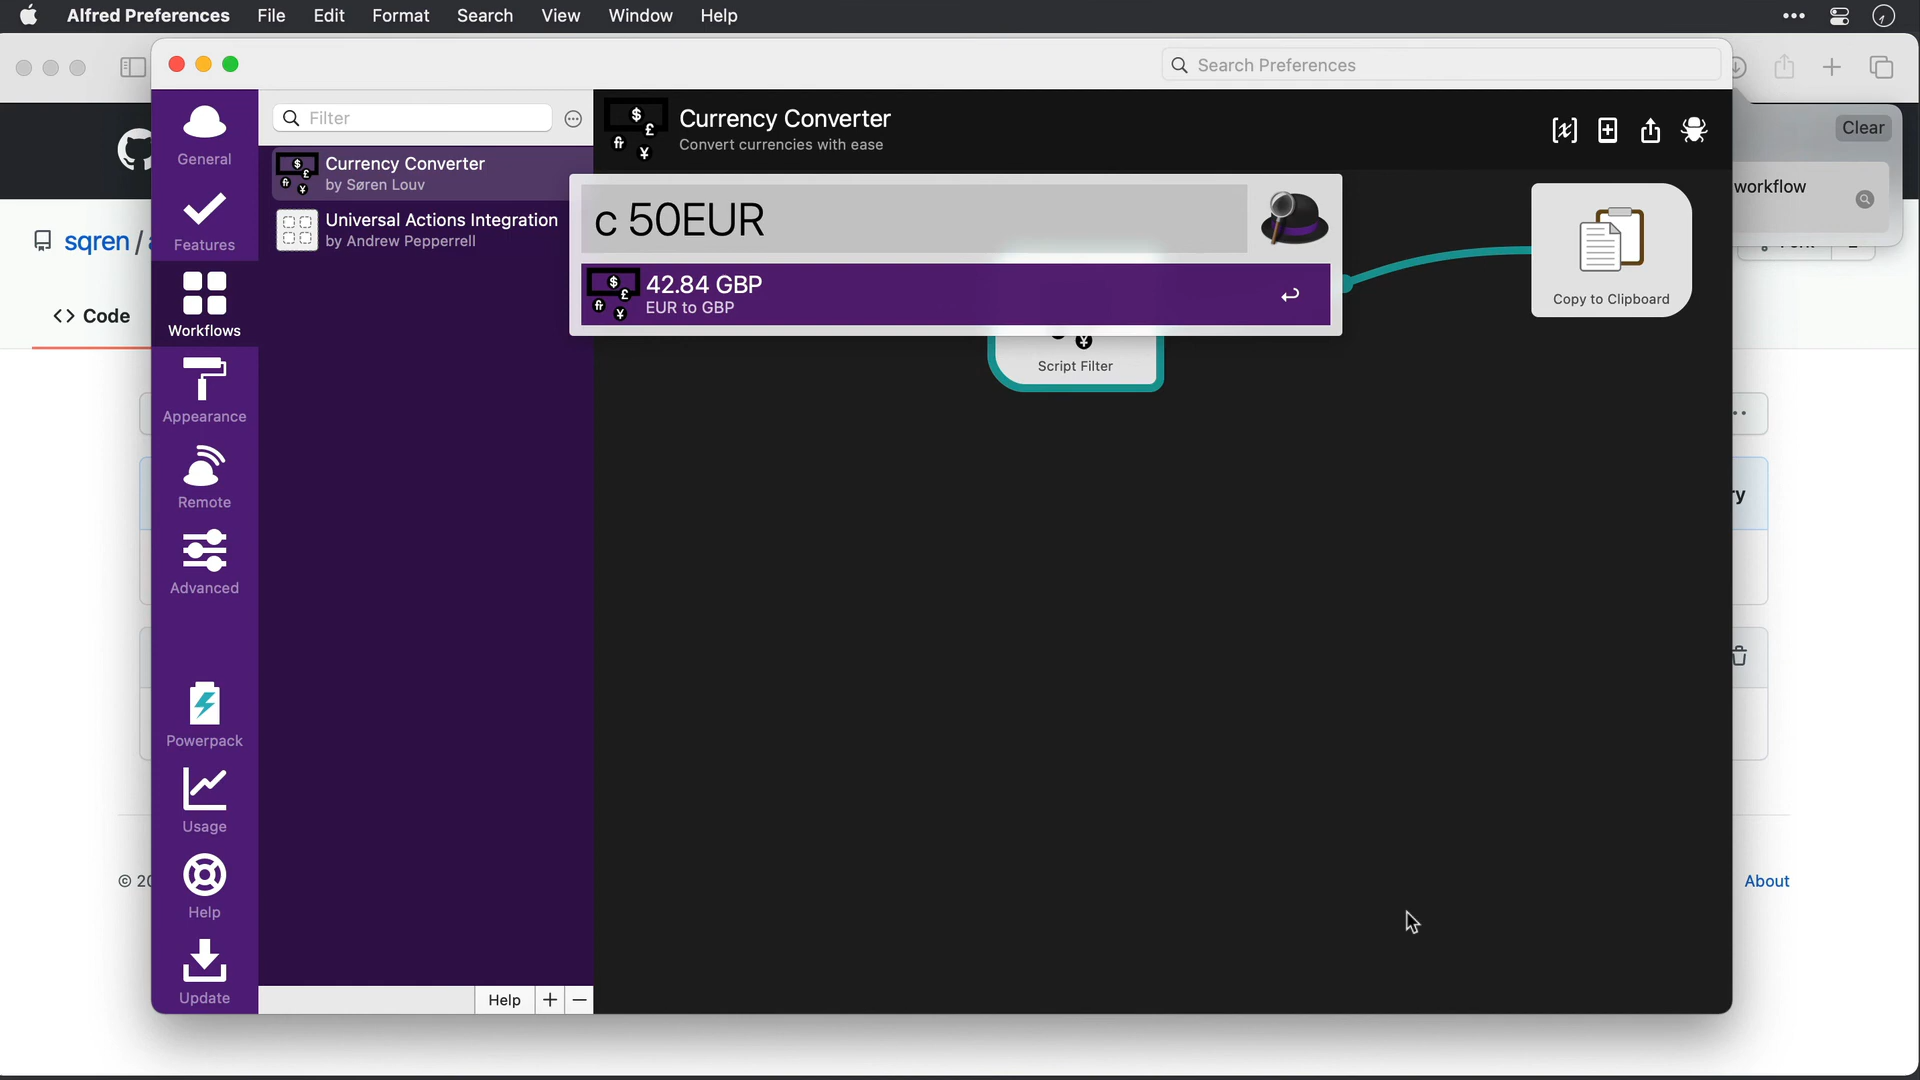 Alfred Preferences File Edit Format Search View Window Help
Search Preferences
Filter
Currency Converter
Convert currencies with ease
Clear
General
Currency Converter
by Søren Louv
workflow
c 50EUR
Universal Actions Integration
by Andrew Pepperrell
sqren /
Features
42.84 GBP
EUR to GBP
Copy to Clipboard
<> Code
Workflows
Script Filter
Appearance
Remote
Advanced
Powerpack
Usage
© 20
About
Help
Update
Help + −